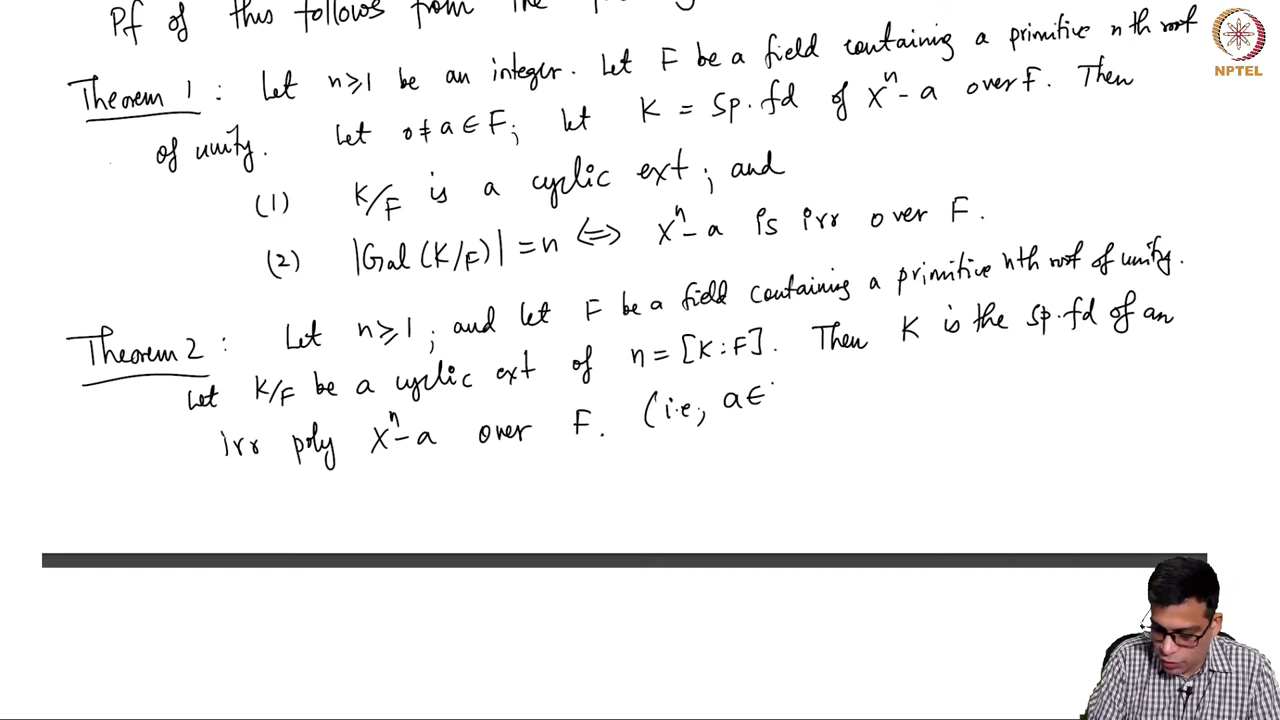 Pf of this follows from the
Theorem 1 : Let n ≥ 1 be an integer. Let F be a field containing a primitive nth root
of unity. Let 0 ≠ a ∈ F; let K = Sp. fd of X^n - a over F. Then
(1) K/F is a cyclic ext ; and
(2) |Gal (K/F)| = n ⇔ X^n - a is irr over F.
Theorem 2 : Let n ≥ 1 ; and let F be a field containing a primitive nth root of unity.
Let K/F be a cyclic ext of n = [K:F]. Then K is the sp. fd of an
irr poly X^n - a over F. (i.e., a ∈
NPTEL